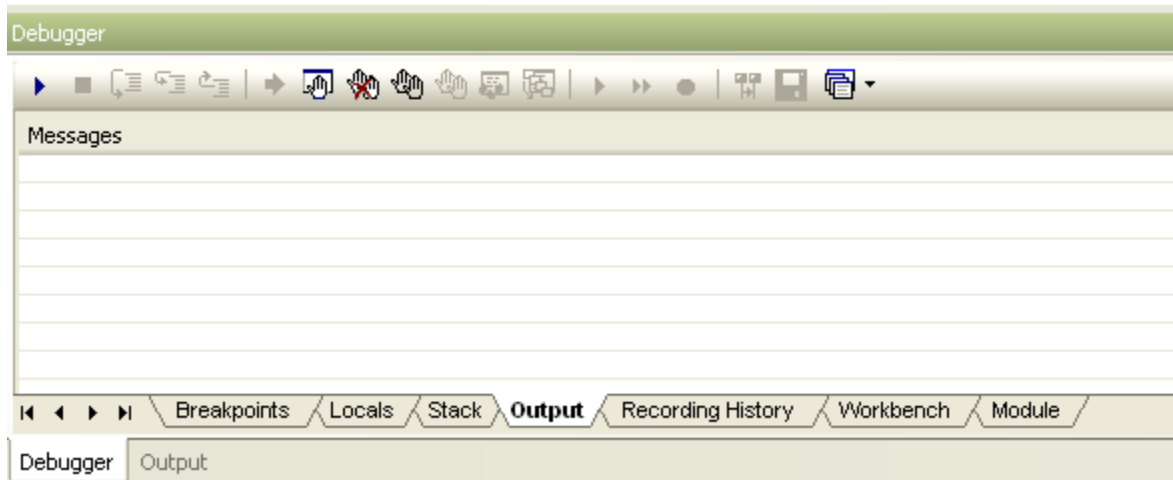 Debugger
Messages
Breakpoints Locals Stack Output Recording History Workbench Module
Debugger Output